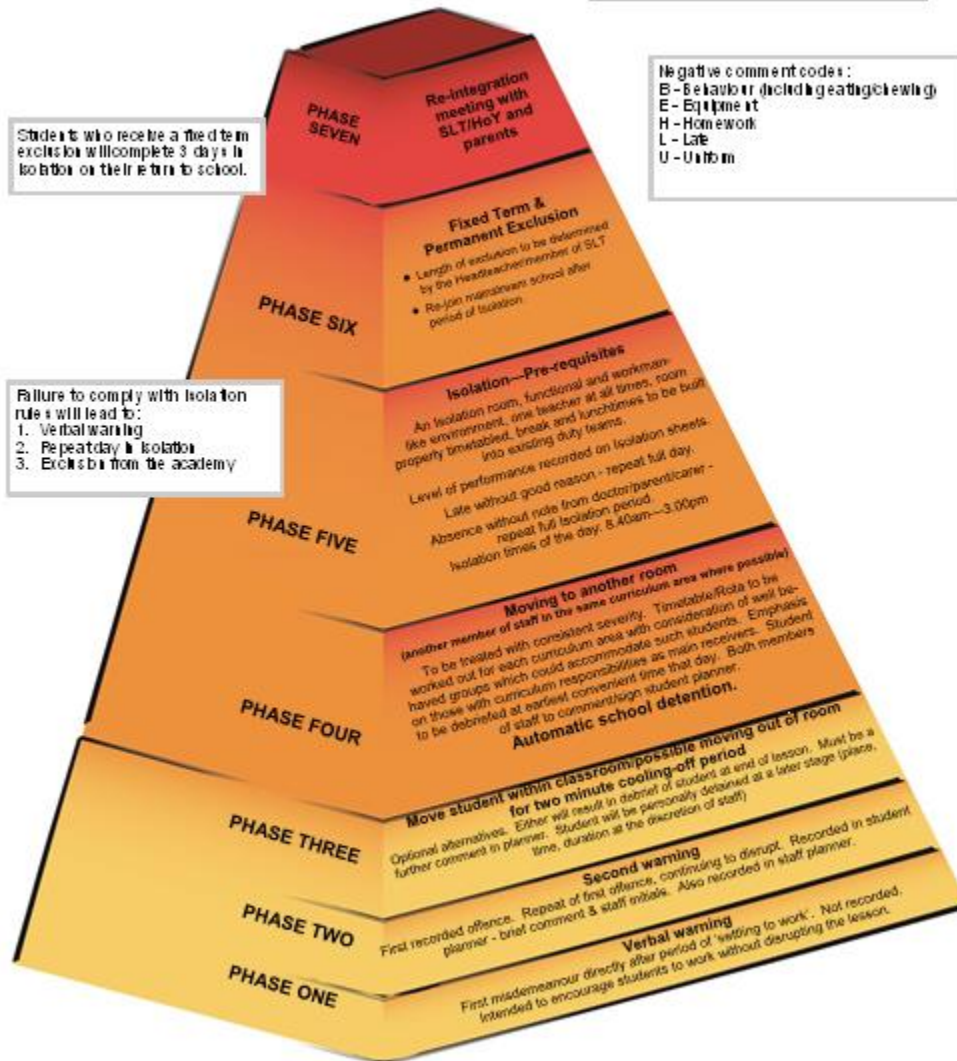 PHASE SEVEN
Re-integration
meeting with
SLT/HoY and
parents
Negative comment codes:
B - Behaviour (including eating/chewing)
E - Equipment
H - Homework
L - Late
U - Uniform
Students who receive a fixed term
exclusion will complete 3 days in
isolation on their return to school.
PHASE SIX
Fixed Term &
Permanent Exclusion
• Length of exclusion to be determined
by the Headteacher/member of SLT
• Re-join mainstream school after
period of Isolation
Failure to comply with Isolation
rules will lead to:
1. Verbal warning
2. Repeat day in Isolation
3. Exclusion from the academy
PHASE FIVE
Isolation—Pre-requisites
An Isolation room, functional and workman-
like environment, one teacher at all times, room
properly timetabled, break and lunchtimes to be built
into existing duty teams.
Level of performance recorded on Isolation sheets.
Late without good reason - repeat full day.
Absence without note from doctor/parent/carer -
repeat full Isolation period
Isolation times of the day: 8.40am—3.00pm
PHASE FOUR
Moving to another room
(another member of staff in the same curriculum area where possible)
To be treated with consistent severity. Timetable/Rota to be
worked out for each curriculum area with consideration of well be-
haved groups which could accommodate such students. Emphasis
on those with curriculum responsibilities as main receivers. Student
to be debriefed at earliest convenient time that day. Both members
of staff to comment/sign student planner.
Automatic school detention.
PHASE THREE
Move student within classroom/possible moving out of room
for two minute cooling-off period
Optional alternatives. Either will result in debrief of student at end of lesson. Must be a
further comment in planner. Student will be personally detained at a later stage (place,
time, duration at the discretion of staff)
PHASE TWO
Second warning
First recorded offence. Repeat of first offence, continuing to disrupt. Recorded in student
planner - brief comment & staff initials. Also recorded in staff planner.
PHASE ONE
Verbal warning
First misdemeanour directly after period of 'settling to work'. Not recorded.
Intended to encourage students to work without disrupting the lesson.